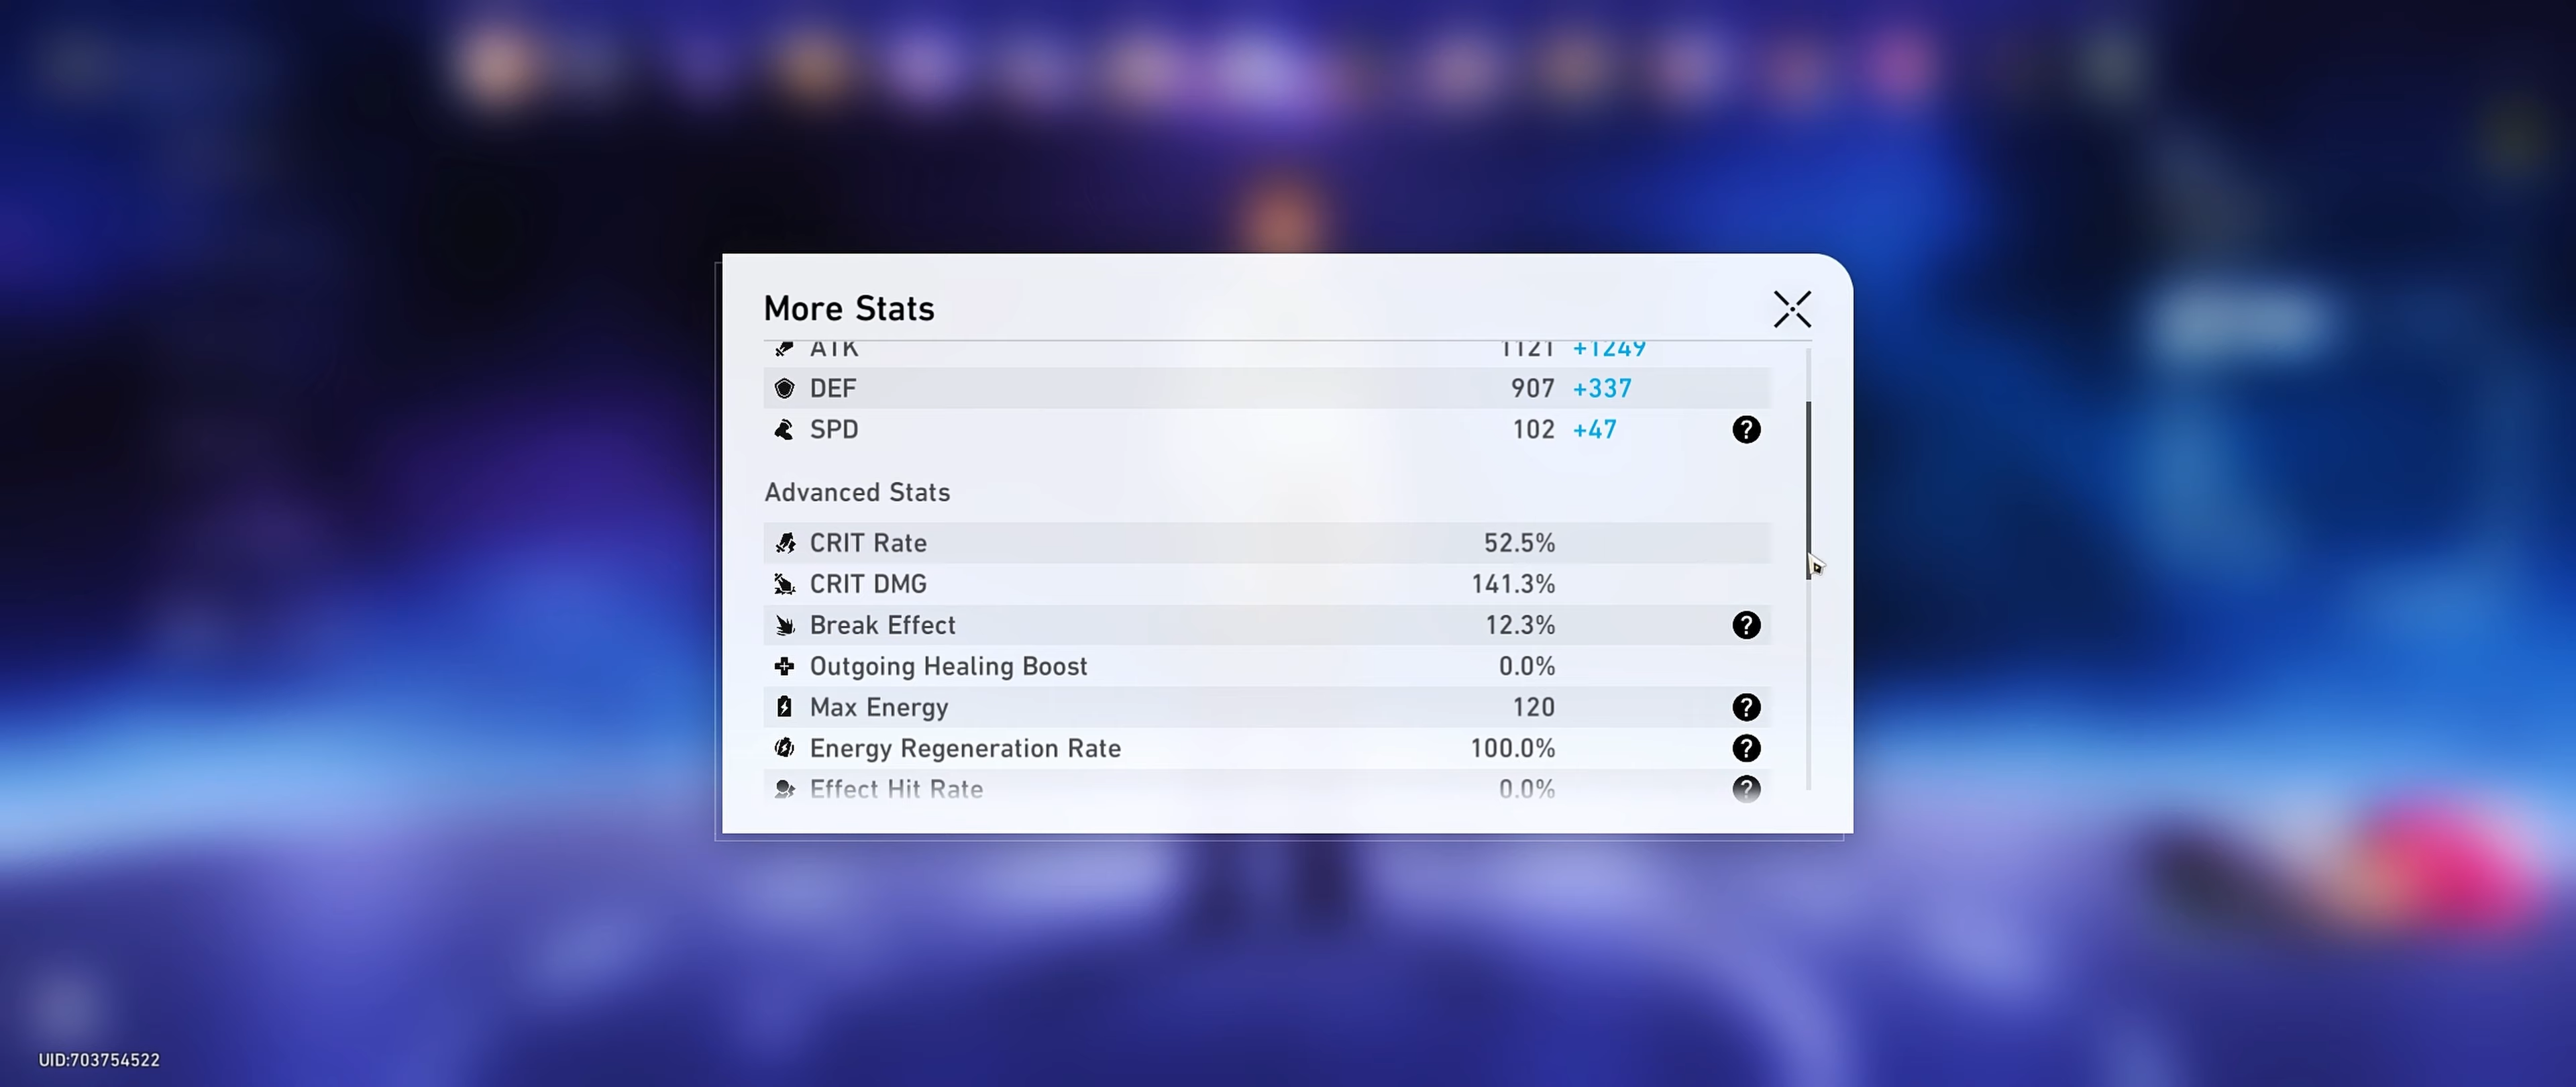 More Stats
ATK 1121 +1249
DEF 907 +337
SPD 102 +47 ?
Advanced Stats
CRIT Rate 52.5%
CRIT DMG 141.3%
Break Effect 12.3% ?
Outgoing Healing Boost 0.0%
Max Energy 120 ?
Energy Regeneration Rate 100.0% ?
Effect Hit Rate 0.0% ?
UID:703754522